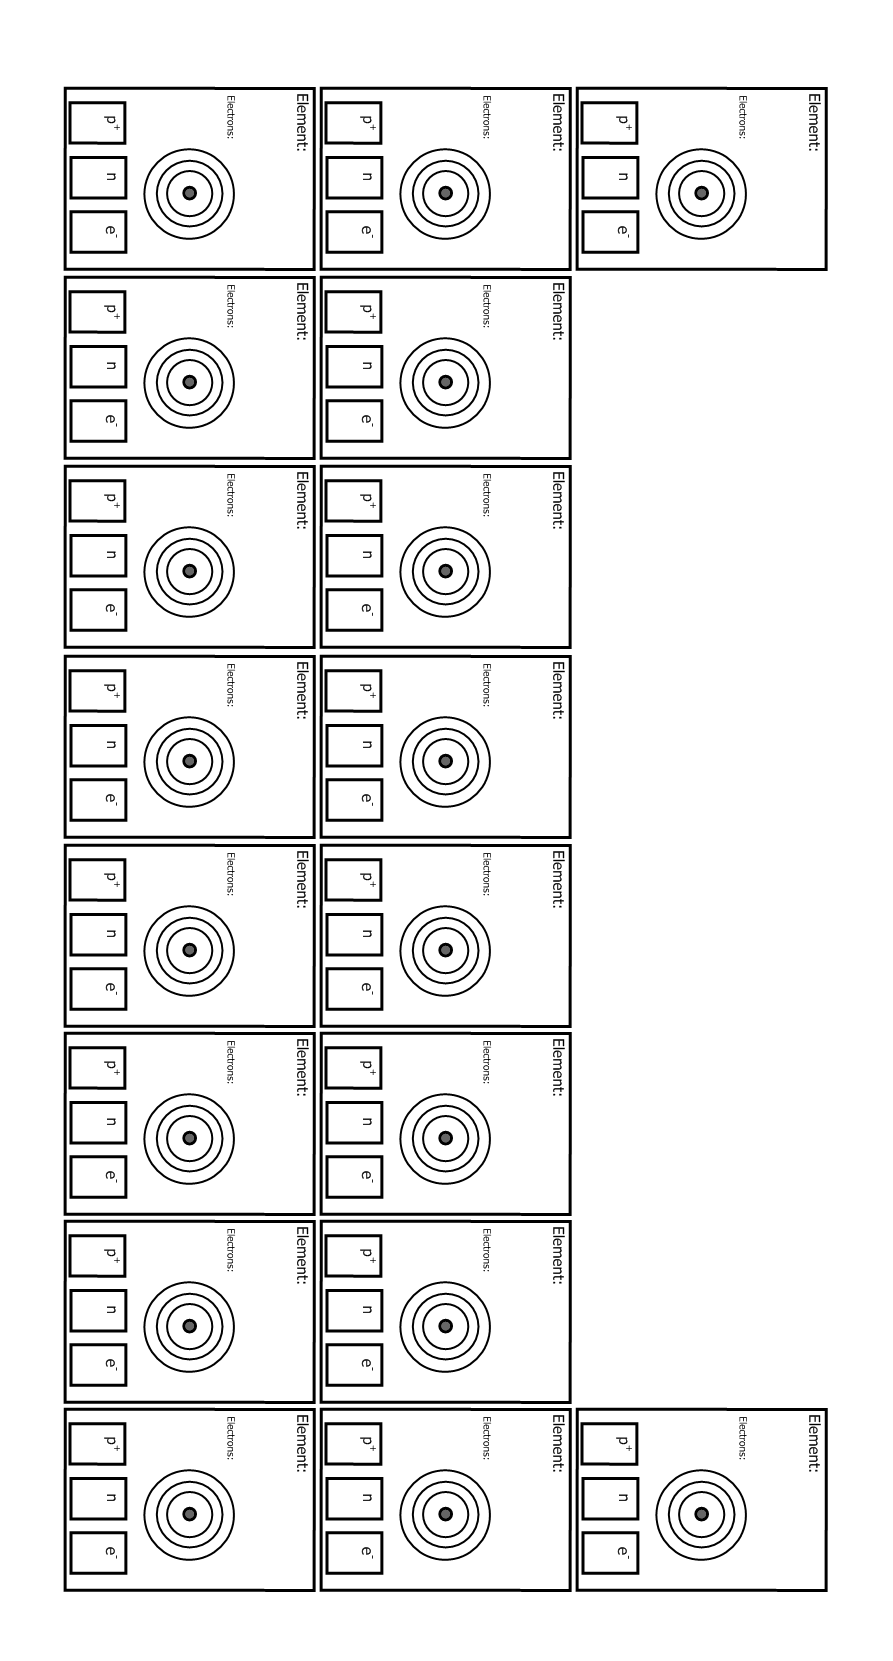 Element:
Electrons:
p⁺ n e⁻
Element:
Electrons:
p⁺ n e⁻
Element:
Electrons:
p⁺ n e⁻
Element:
Electrons:
p⁺ n e⁻
Element:
Electrons:
p⁺ n e⁻
Element:
Electrons:
p⁺ n e⁻
Element:
Electrons:
p⁺ n e⁻
Element:
Electrons:
p⁺ n e⁻
Element:
Electrons:
p⁺ n e⁻
Element:
Electrons:
p⁺ n e⁻
Element:
Electrons:
p⁺ n e⁻
Element:
Electrons:
p⁺ n e⁻
Element:
Electrons:
p⁺ n e⁻
Element:
Electrons:
p⁺ n e⁻
Element:
Electrons:
p⁺ n e⁻
Element:
Electrons:
p⁺ n e⁻
Element:
Electrons:
p⁺ n e⁻
Element:
Electrons:
p⁺ n e⁻